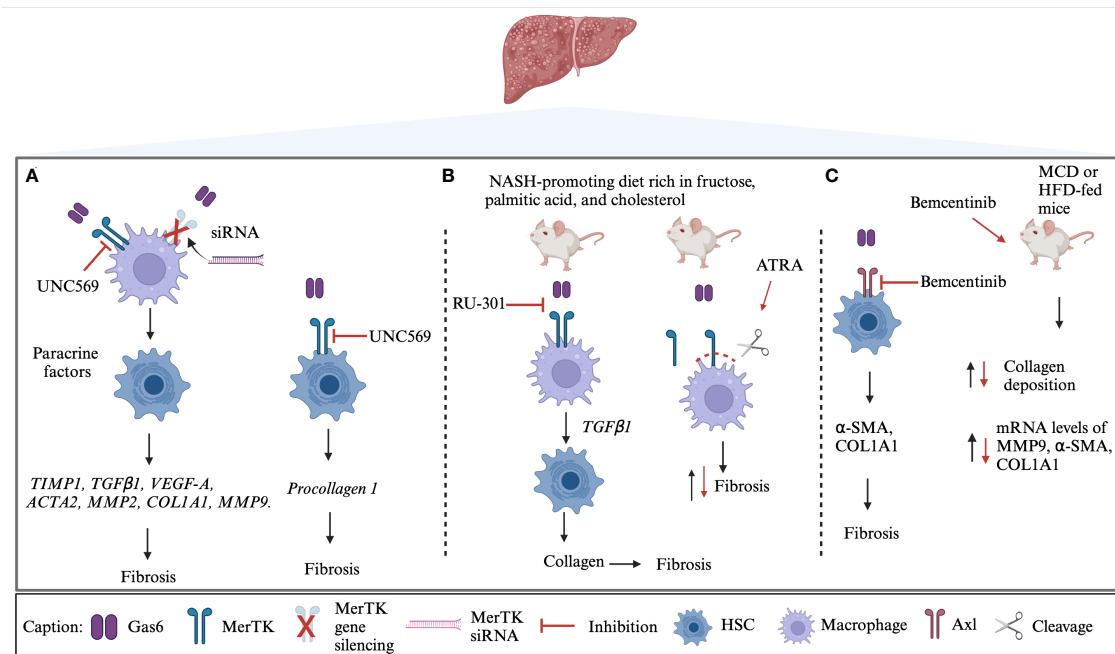 A
siRNA
UNC569
Paracrine
factors
TIMP1, TGFβ1, VEGF-A,
ACTA2, MMP2, COL1A1, MMP9.
Fibrosis
UNC569
Procollagen 1
Fibrosis
B
NASH-promoting diet rich in fructose,
palmitic acid, and cholesterol
RU-301
TGFβ1
Collagen
Fibrosis
ATRA
Fibrosis
C
Bemcentinib
α-SMA,
COL1A1
Fibrosis
MCD or
HFD-fed
mice
Bemcentinib
Collagen
deposition
mRNA levels of
MMP9, α-SMA,
COL1A1
Caption:
Gas6
MerTK
MerTK
gene
silencing
MerTK
siRNA
Inhibition
HSC
Macrophage
Axl
Cleavage